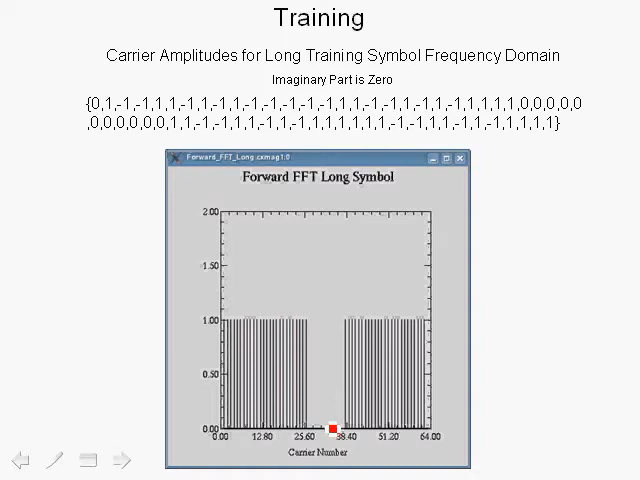 Training
Carrier Amplitudes for Long Training Symbol Frequency Domain
Imaginary Part is Zero
{0,1,-1,-1,1,1,-1,1,-1,1,-1,-1,-1,-1,-1,1,1,-1,-1,1,-1,1,-1,1,1,1,1,0,0,0,0,0
,0,0,0,0,0,0,1,1,-1,-1,1,1,-1,1,-1,1,1,1,1,1,1,-1,-1,1,1,-1,1,-1,1,1,1,1}
Forward_FFT_Long.cxmag1:0
Forward FFT Long Symbol
2.00
1.50
1.00
0.50
0.00
0.00 12.80 25.60 38.40 51.20 64.00
Carrier Number